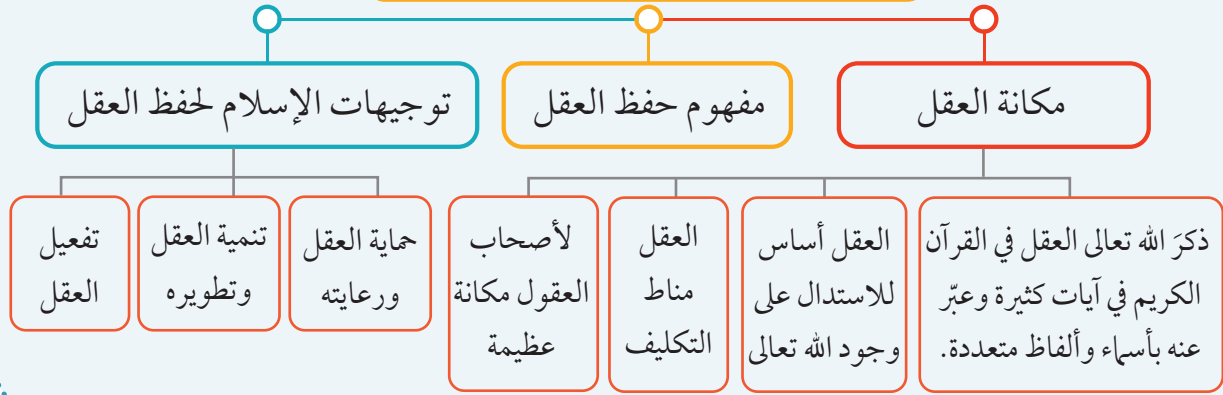 مكانة العقل
مفهوم حفظ العقل
توجيهات الإسلام لحفظ العقل
ذكرَ الله تعالى العقل في القرآن
الكريم في آيات كثيرة وعبّر
عنه بأسماء وألفاظ متعددة.
العقل أساس
للاستدال على
وجود الله تعالى
العقل
مناط
التكليف
لأصحاب
العقول مكانة
عظيمة
حماية العقل
ورعايته
تنمية العقل
وتطويره
تفعيل
العقل